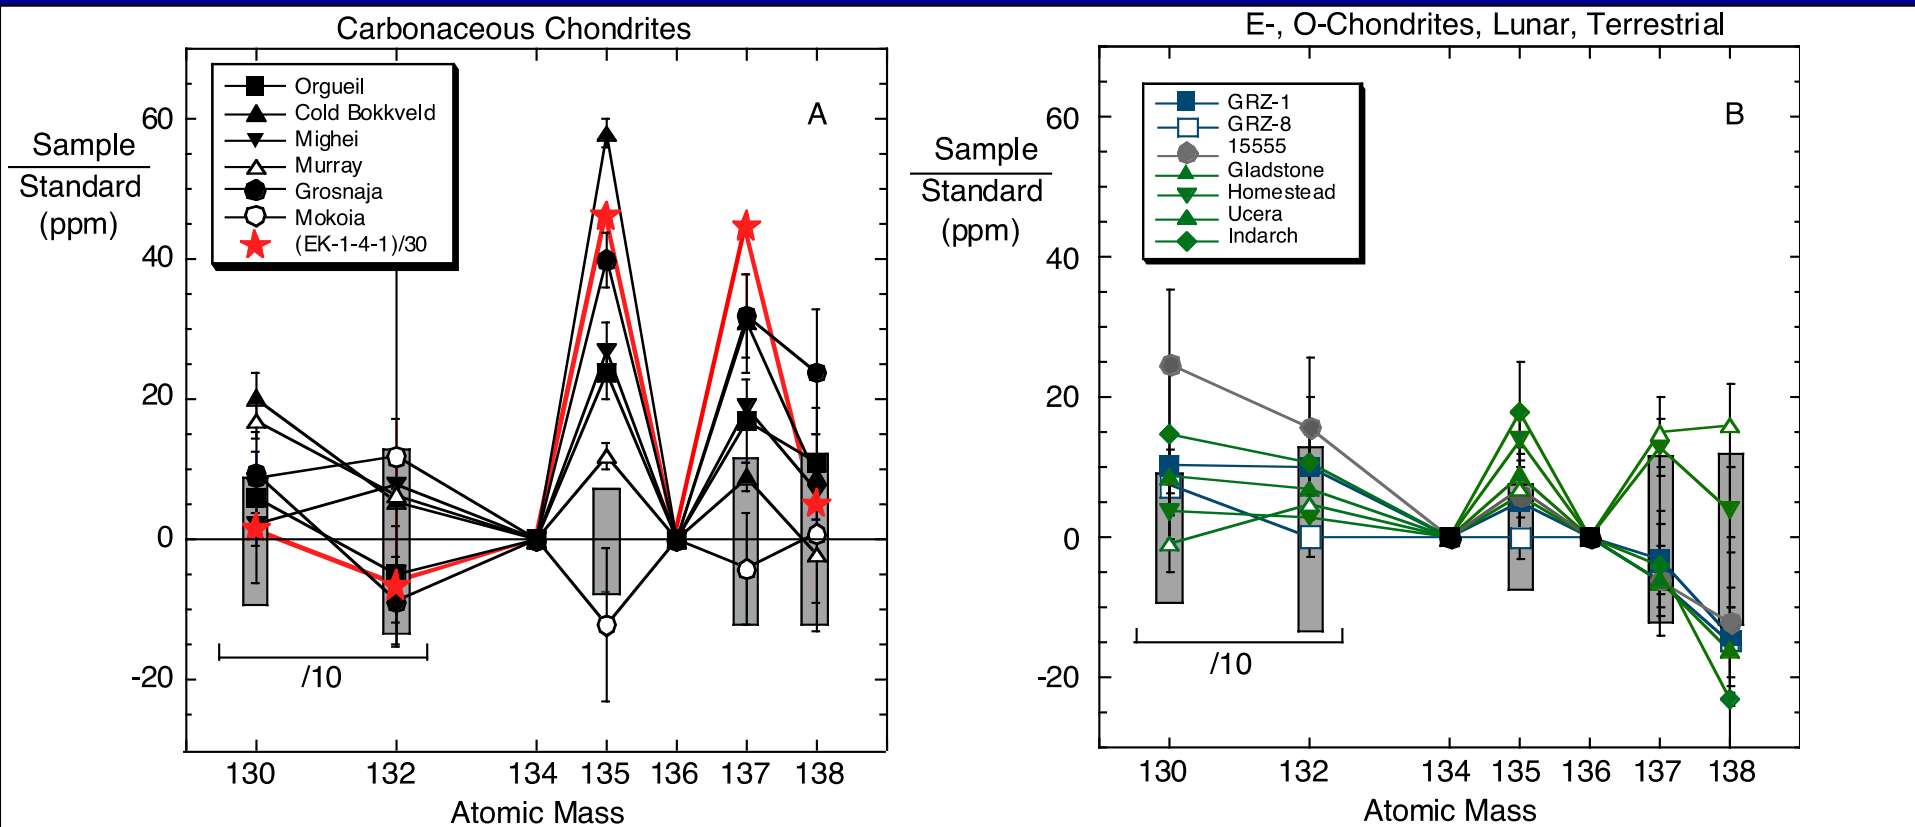 Carbonaceous Chondrites
Orgueil
Cold Bokkveld
Mighei
Murray
Grosnaja
Mokoia
(EK-1-4-1)/30
A
Sample
Standard
(ppm)
60
40
20
0
-20
/10
130 132 134 135 136 137 138
Atomic Mass
E-, O-Chondrites, Lunar, Terrestrial
GRZ-1
GRZ-8
15555
Gladstone
Homestead
Ucera
Indarch
B
Sample
Standard
(ppm)
60
40
20
0
-20
/10
130 132 134 135 136 137 138
Atomic Mass